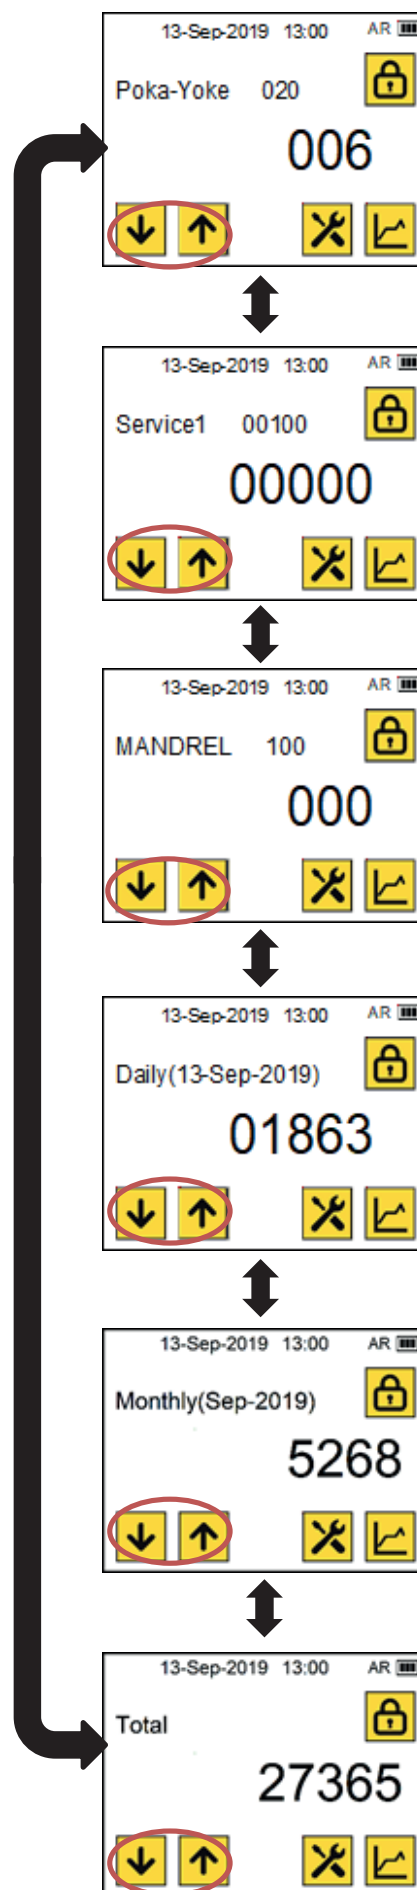 13-Sep-2019 13:00 AR
Poka-Yoke 020
006
13-Sep-2019 13:00 AR
Service1 00100
00000
13-Sep-2019 13:00 AR
MANDREL 100
000
13-Sep-2019 13:00 AR
Daily(13-Sep-2019)
01863
13-Sep-2019 13:00 AR
Monthly(Sep-2019)
5268
13-Sep-2019 13:00 AR
Total
27365